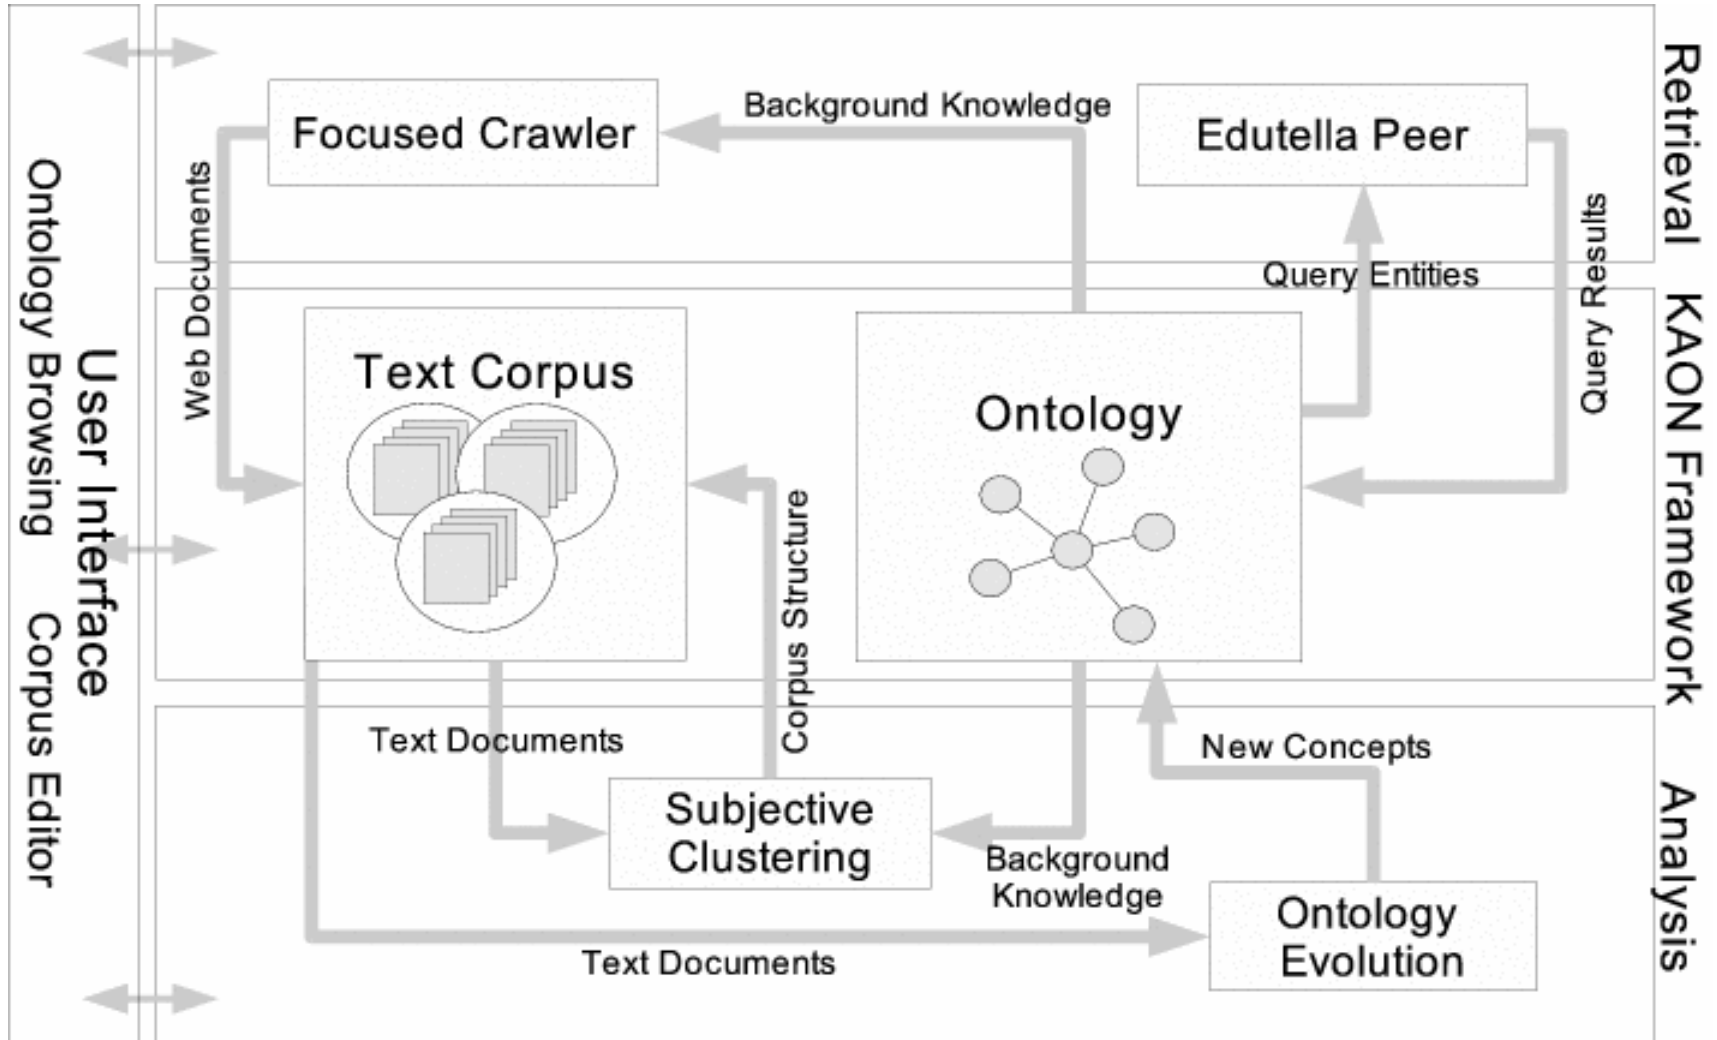 Retrieval
Focused Crawler
Background Knowledge
Edutella Peer
Web Documents
Query Entities
Query Results
Ontology Browsing
User Interface
Corpus Editor
KAON Framework
Text Corpus
Ontology
Corpus Structure
Text Documents
New Concepts
Subjective
Clustering
Background
Knowledge
Analysis
Ontology
Evolution
Text Documents